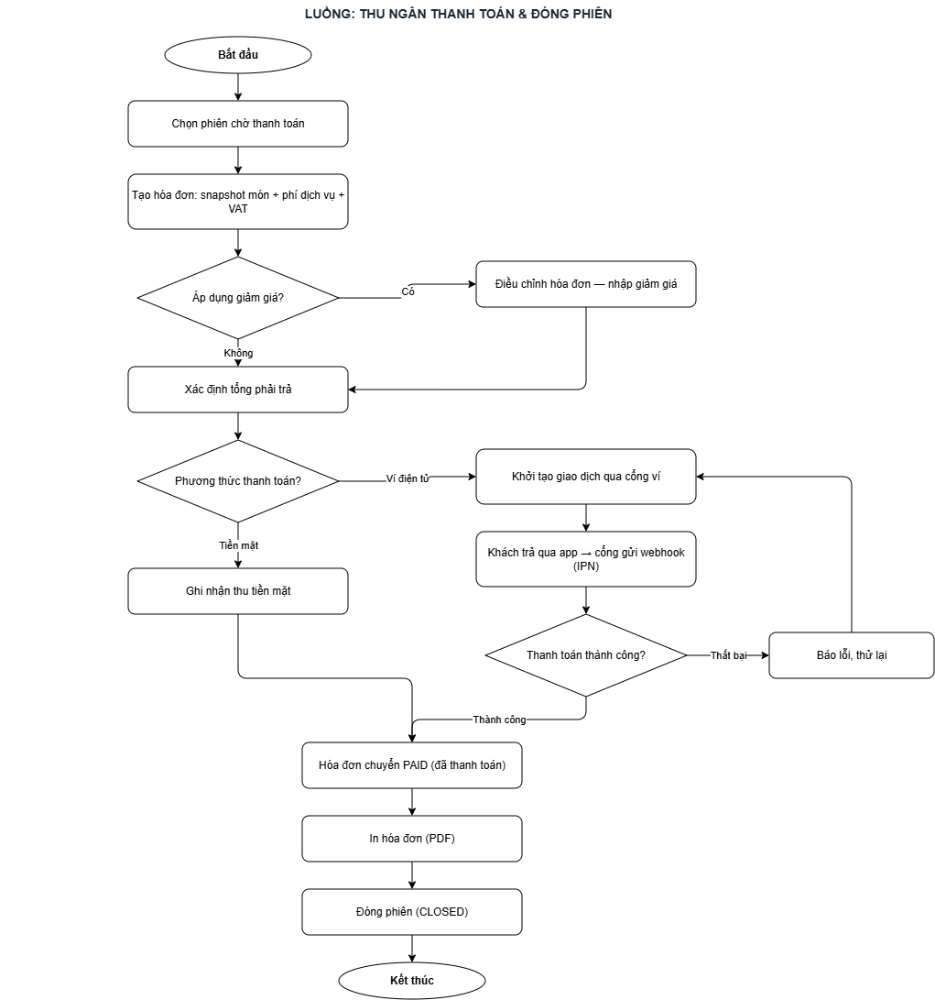 LUỒNG: THU NGÂN THANH TOÁN & ĐÓNG PHIÊN
Bắt đầu
Chọn phiên chờ thanh toán
Tạo hóa đơn: snapshot món + phí dịch vụ +
VAT
Áp dụng giảm giá?
Có
Điều chỉnh hóa đơn — nhập giảm giá
Không
Xác định tổng phải trả
Phương thức thanh toán?
Ví điện tử
Khởi tạo giao dịch qua cổng ví
Khách trả qua app → cổng gửi webhook
(IPN)
Tiền mặt
Ghi nhận thu tiền mặt
Thanh toán thành công?
Thất bại
Báo lỗi, thử lại
Thành công
Hóa đơn chuyển PAID (đã thanh toán)
In hóa đơn (PDF)
Đóng phiên (CLOSED)
Kết thúc